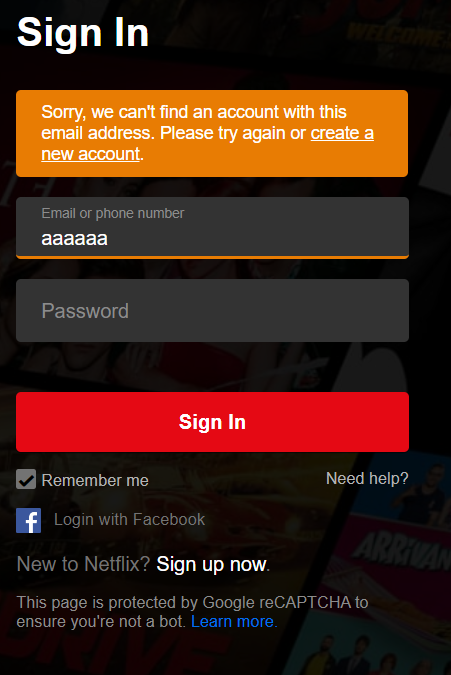 Sign In
WELCOME
Sorry, we can't find an account with this
email address. Please try again or create a
new account.
Email or phone number
aaaaaa
Password
Sign In
Remember me
Need help?
Login with Facebook
New to Netflix? Sign up now.
ARRIVAL
This page is protected by Google reCAPTCHA to
ensure you're not a bot. Learn more.